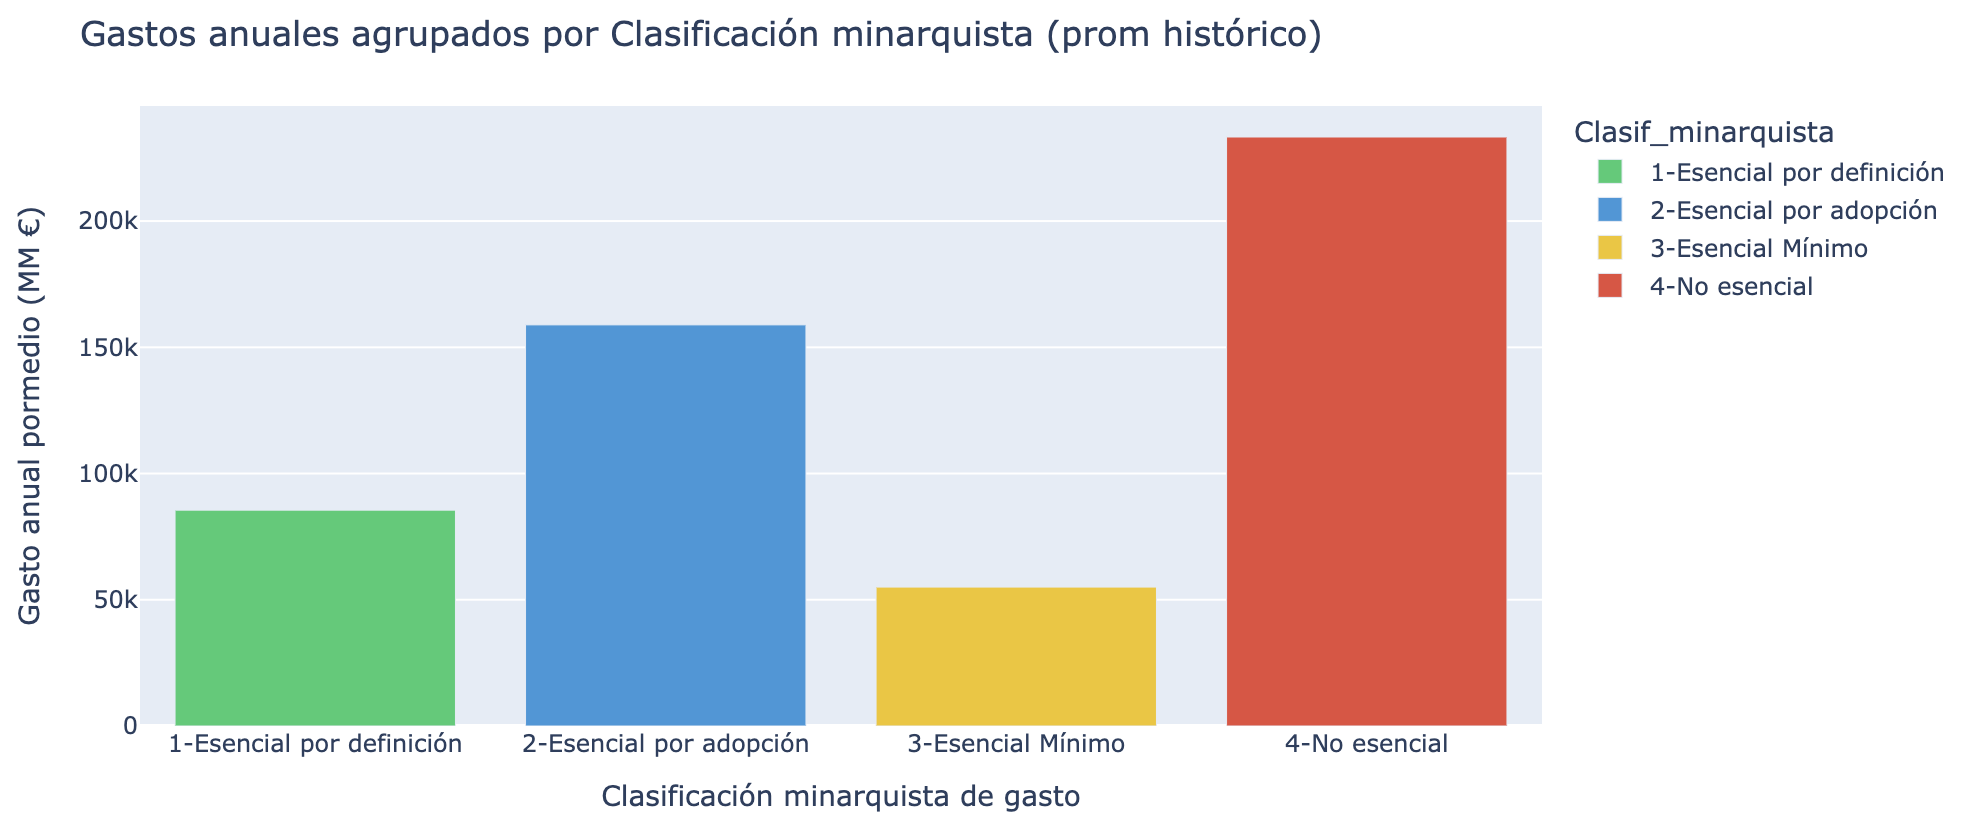 Gastos anuales agrupados por Clasificación minarquista (prom histórico)
Gasto anual pormedio (MM €)
200k
150k
100k
50k
0
1-Esencial por definición
2-Esencial por adopción
3-Esencial Mínimo
4-No esencial
Clasificación minarquista de gasto
Clasif_minarquista
1-Esencial por definición
2-Esencial por adopción
3-Esencial Mínimo
4-No esencial